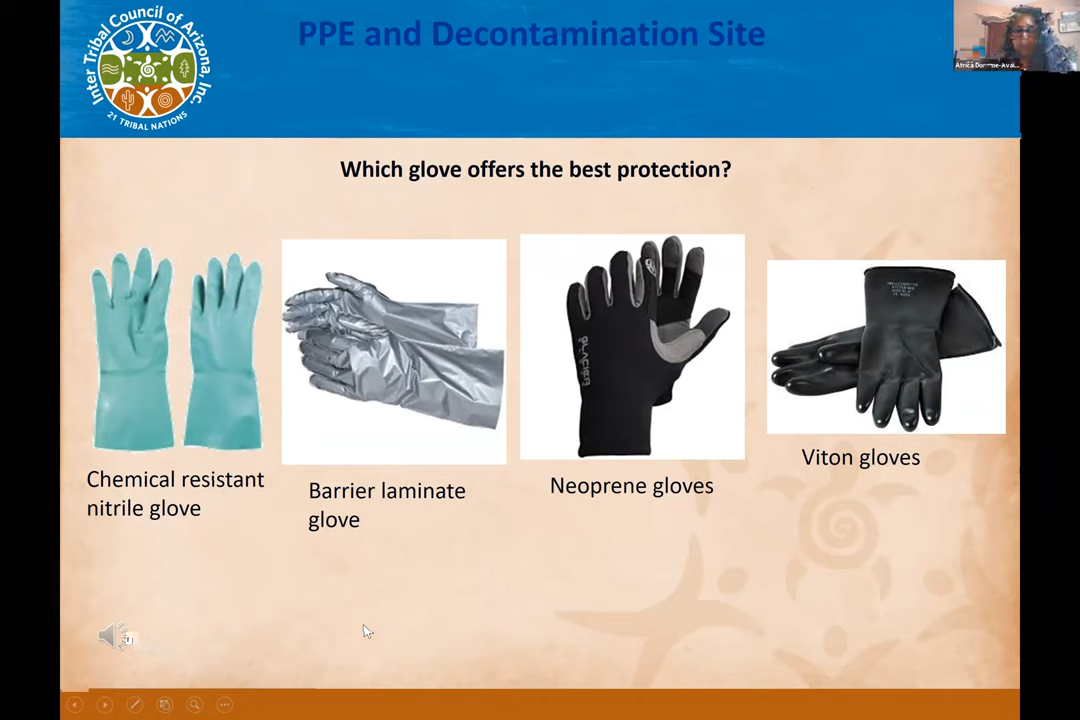 Inter Tribal Council of Arizona, Inc.
21 TRIBAL NATIONS
PPE and Decontamination Site
Which glove offers the best protection?
GLACIER
Chemical resistant
nitrile glove
Barrier laminate
glove
Neoprene gloves
Viton gloves